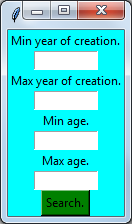 Min year of creation.
Max year of creation.
Min age.
Max age.
Search.